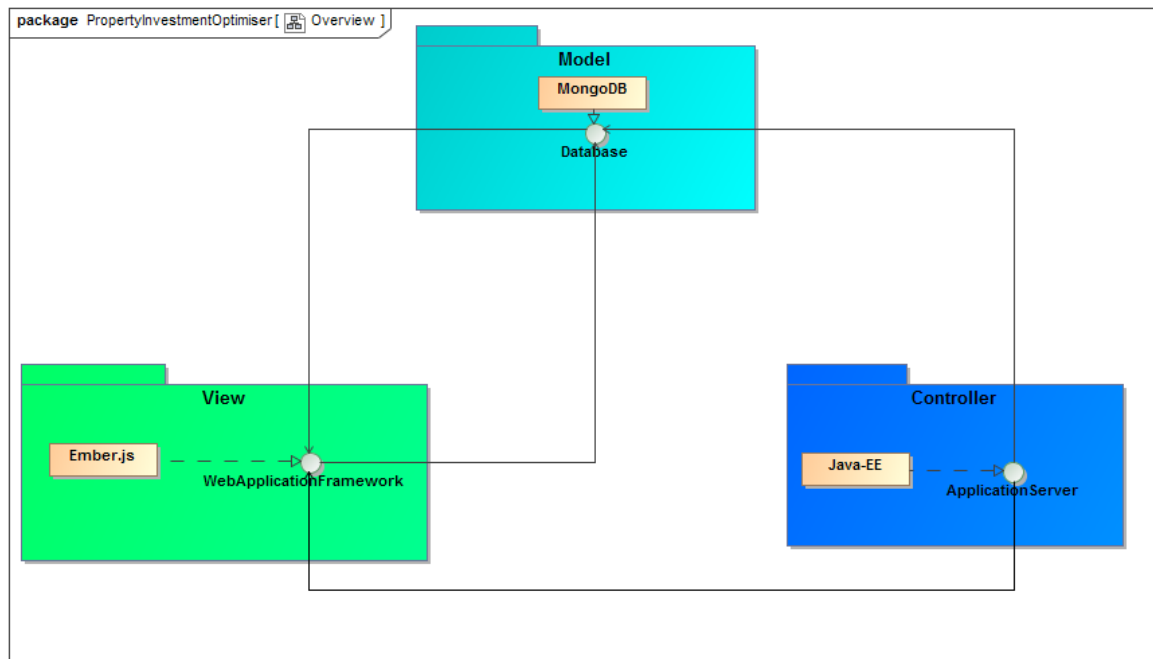 package PropertyInvestmentOptimiser [ Overview ]
Model
MongoDB
Database
View
Ember.js
WebApplicationFramework
Controller
Java-EE
ApplicationServer